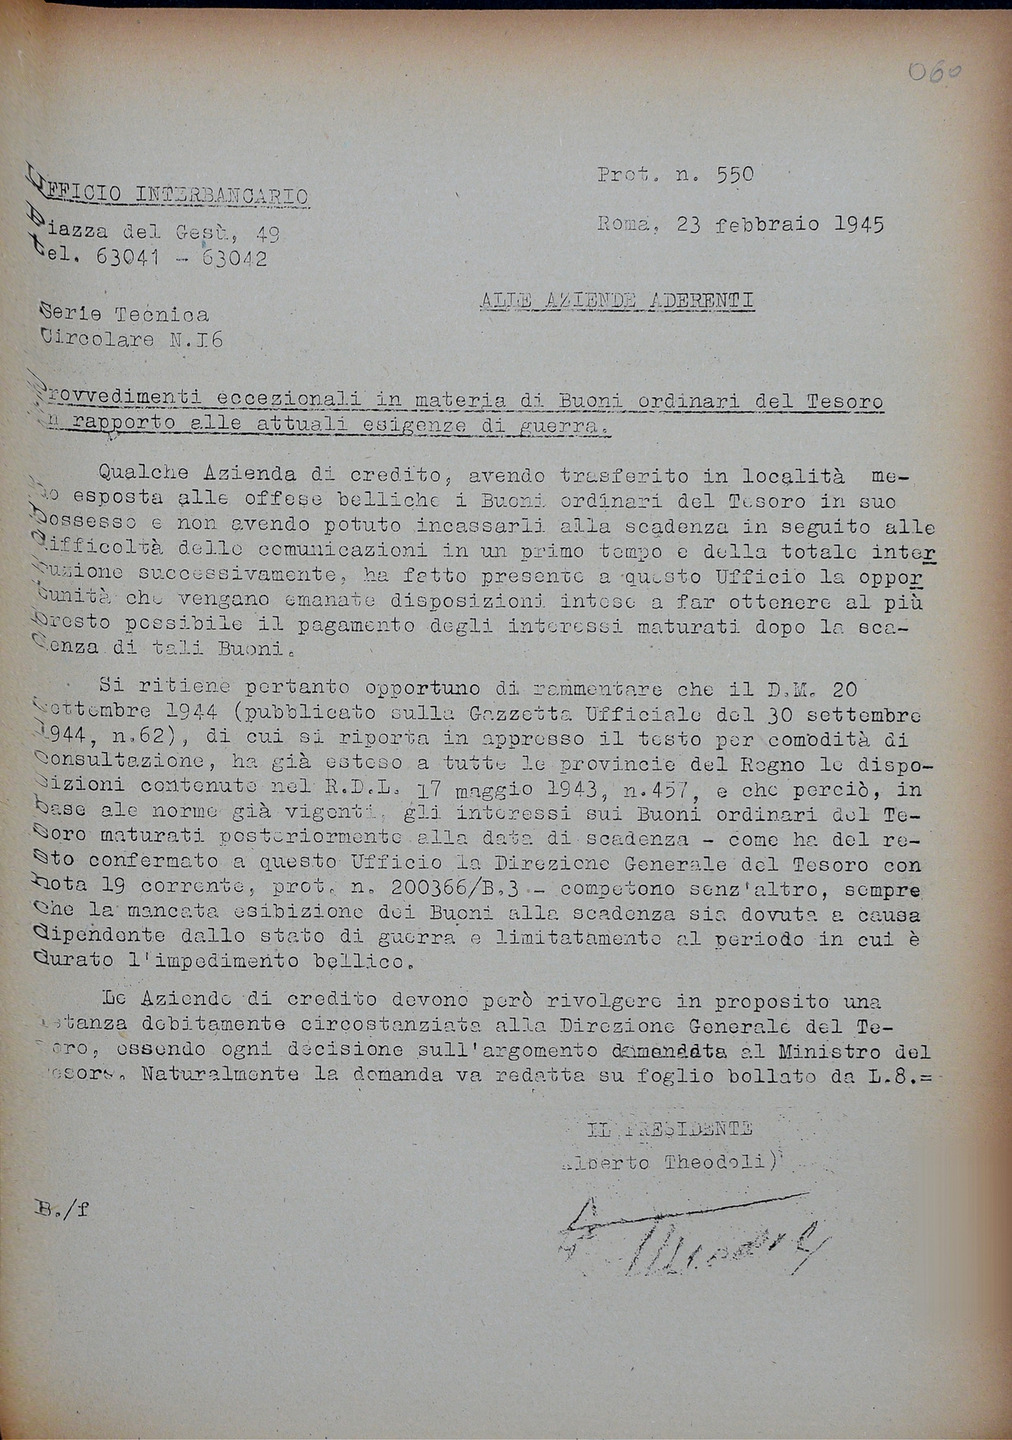 060
UFFICIO INTERBANCARIO
Piazza del Gesù, 49
Tel. 63041 - 63042
Prot. n. 550
Roma, 23 febbraio 1945
ALLE AZIENDE ADERENTI
Serie Tecnica
Circolare N.I6
Provvedimenti eccezionali in materia di Buoni ordinari del Tesoro
in rapporto alle attuali esigenze di guerra.
Qualche Azienda di credito, avendo trasferito in località me-
no esposta alle offese belliche i Buoni ordinari del Tesoro in suo
possesso e non avendo potuto incassarli alla scadenza in seguito alle
difficoltà delle comunicazioni in un primo tempo e della totale inter
ruzione successivamente, ha fatto presente a questo Ufficio la oppor
tunità che vengano emanate disposizioni intese a far ottenere al più
presto possibile il pagamento degli interessi maturati dopo la sca-
denza di tali Buoni.
Si ritiene pertanto opportuno di rammentare che il D.M. 20
settembre 1944 (pubblicato sulla Gazzetta Ufficiale del 30 settembre
1944, n.62), di cui si riporta in appresso il testo per comodità di
consultazione, ha già esteso a tutte le provincie del Regno le dispo-
sizioni contenute nel R.D.L. 17 maggio 1943, n.457, e che perciò, in
base ale norme già vigenti, gli interessi sui Buoni ordinari del Te-
soro maturati posteriormente alla data di scadenza - come ha del re-
sto confermato a questo Ufficio la Direzione Generale del Tesoro con
nota 19 corrente, prot. n. 200366/B.3 - competono senz'altro, sempre
che la mancata esibizione dei Buoni alla scadenza sia dovuta a causa
dipendente dallo stato di guerra e limitatamente al periodo in cui è
durato l'impedimento bellico.
Le Aziende di credito devono però rivolgere in proposito una
istanza debitamente circostanziata alla Direzione Generale del Te-
soro, essendo ogni decisione sull'argomento demandata al Ministro del
Tesoro. Naturalmente la domanda va redatta su foglio bollato da L.8.=
IL PRESIDENTE
Alberto Theodoli)
B./f